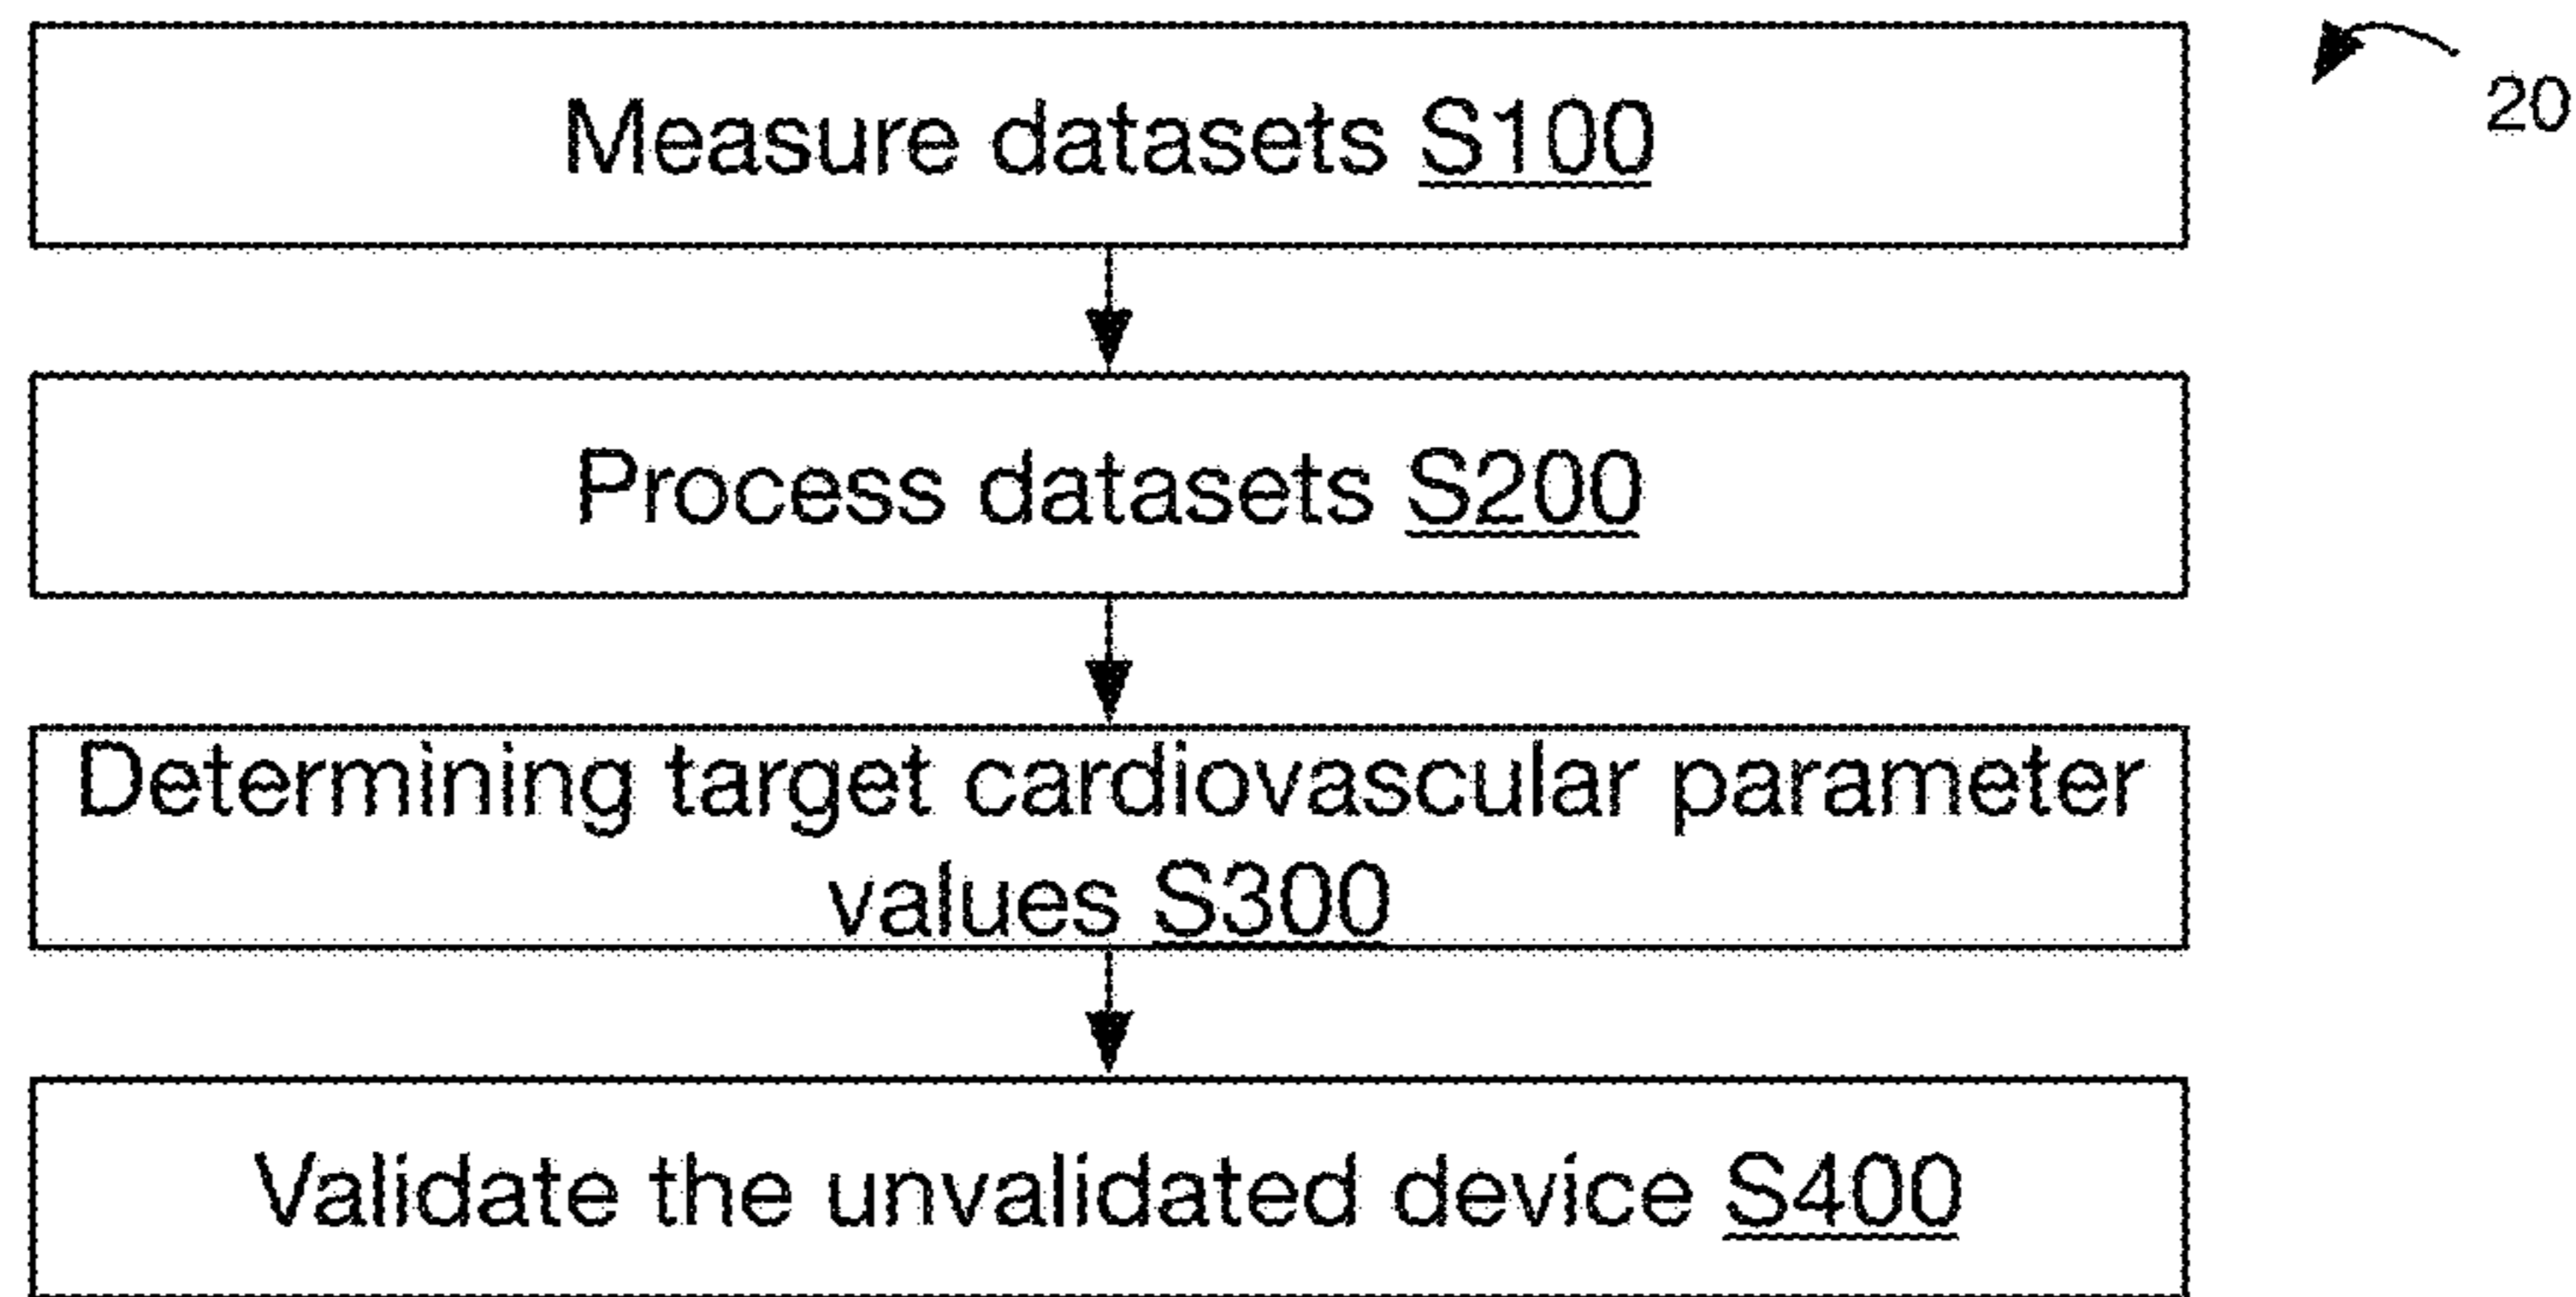 Measure datasets S100
20
Process datasets S200
Determining target cardiovascular parameter
values S300
Validate the unvalidated device S400